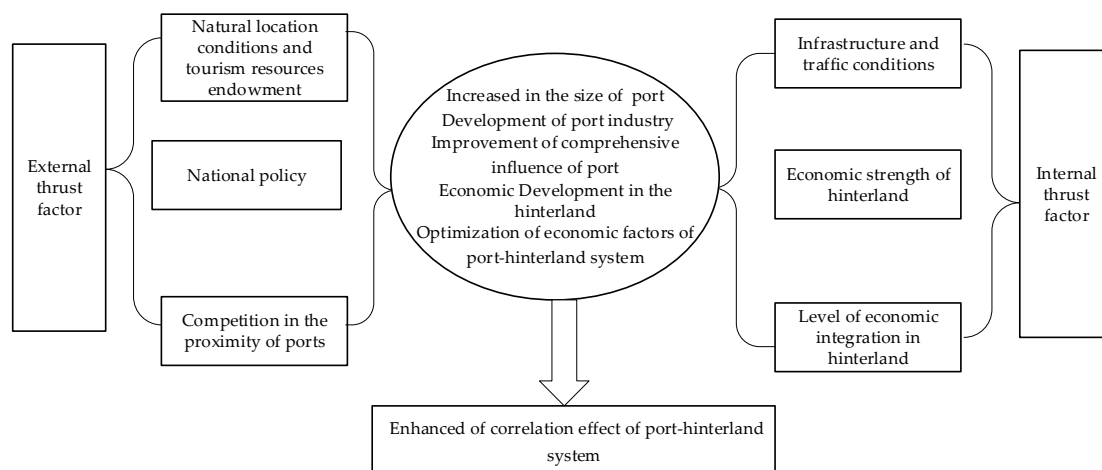 External
thrust
factor
Natural location
conditions and
tourism resources
endowment
National policy
Competition in the
proximity of ports
Increased in the size of port
Development of port industry
Improvement of comprehensive
influence of port
Economic Development in the
hinterland
Optimization of economic factors of
port-hinterland system
Infrastructure and
traffic conditions
Economic strength of
hinterland
Level of economic
integration in
hinterland
Internal
thrust
factor
Enhanced of correlation effect of port-hinterland
system